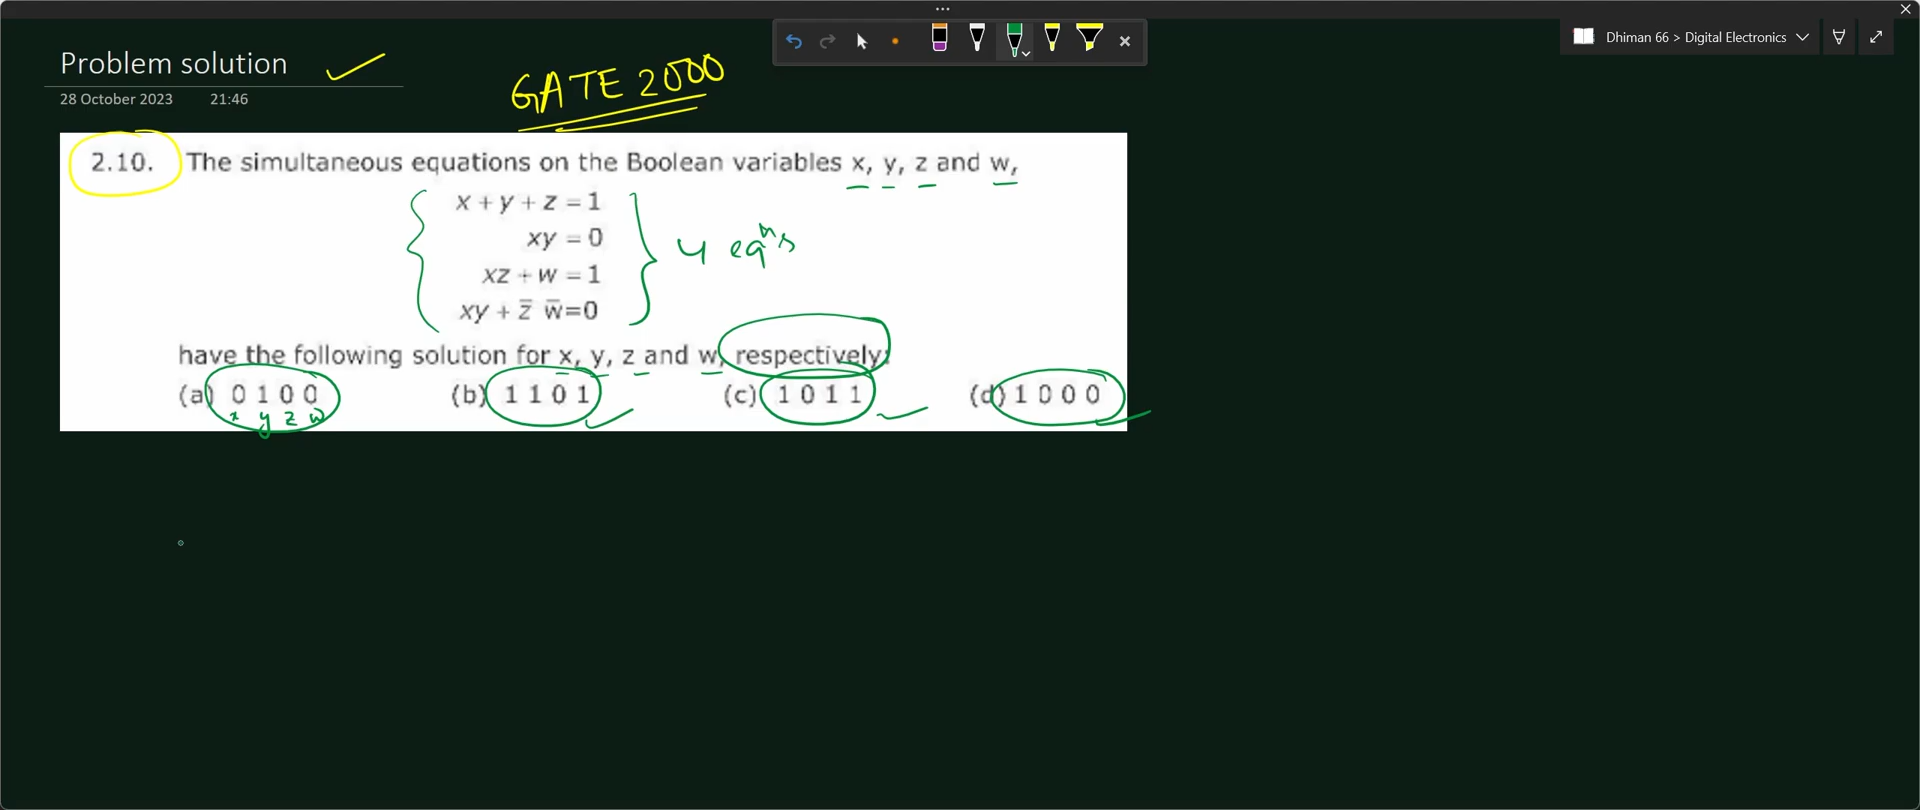 Problem solution
28 October 2023 21:46
GATE 2000
Dhiman 66 > Digital Electronics
2.10. The simultaneous equations on the Boolean variables x, y, z and w,
x + y + z = 1
xy = 0
xz + w = 1
xy + z̅ w̅=0
4 eqⁿs
have the following solution for x, y, z and w, respectively:
(a) 0 1 0 0 (b) 1 1 0 1 (c) 1 0 1 1 (d) 1 0 0 0
x y z w